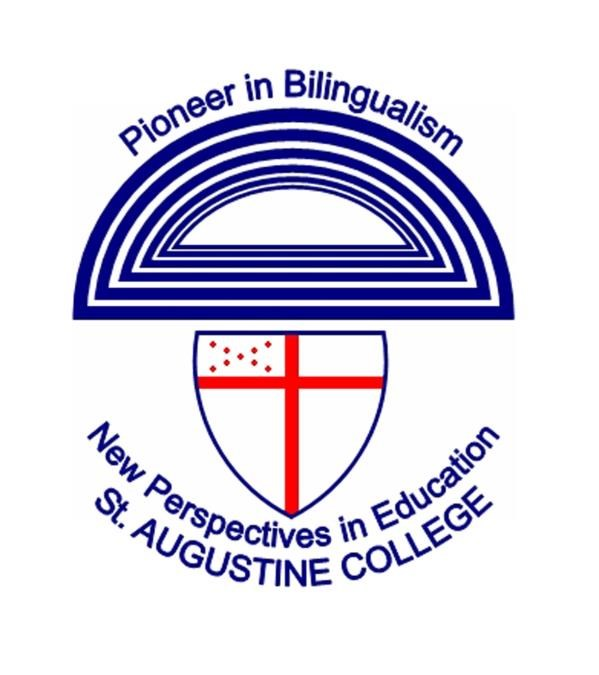 Pioneer in Bilingualism
New Perspectives in Education
St. AUGUSTINE COLLEGE